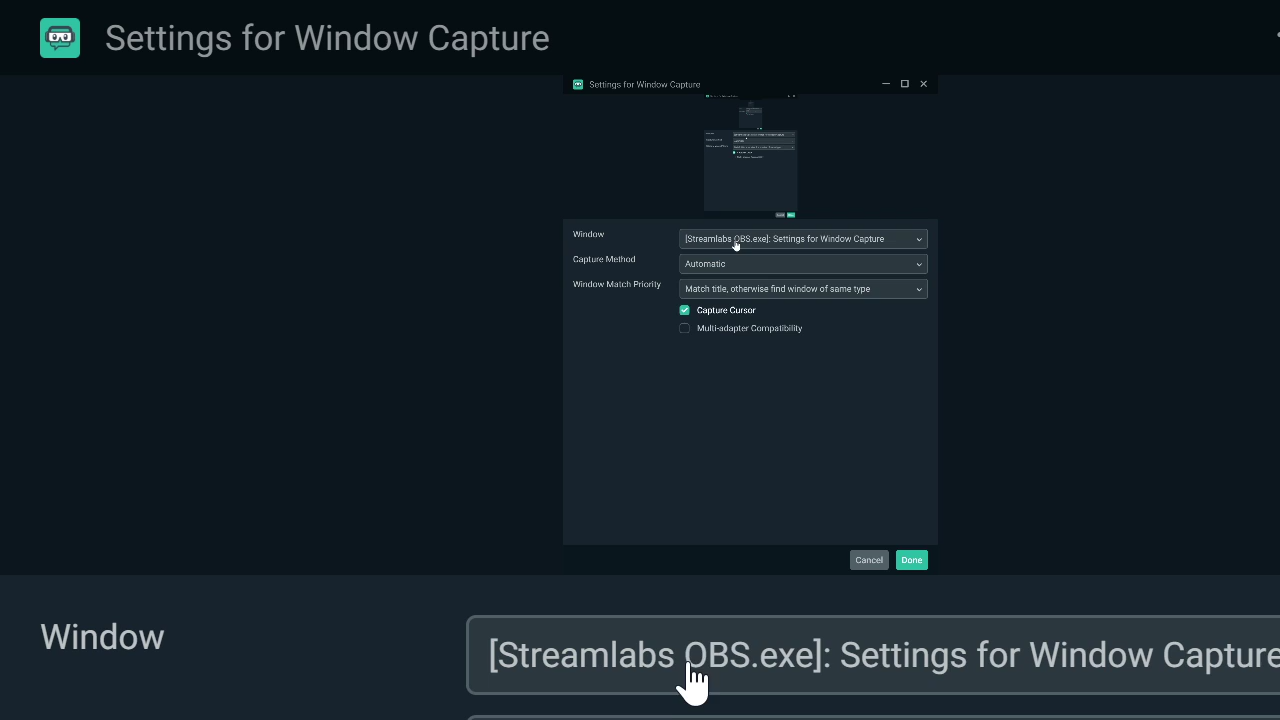 Settings for Window Capture
Settings for Window Capture
Window
[Streamlabs OBS.exe]: Settings for Window Capture
Capture Method
Automatic
Window Match Priority
Match title, otherwise find window of same type
Capture Cursor
Multi-adapter Compatibility
Cancel
Done
Window
[Streamlabs OBS.exe]: Settings for Window Capture